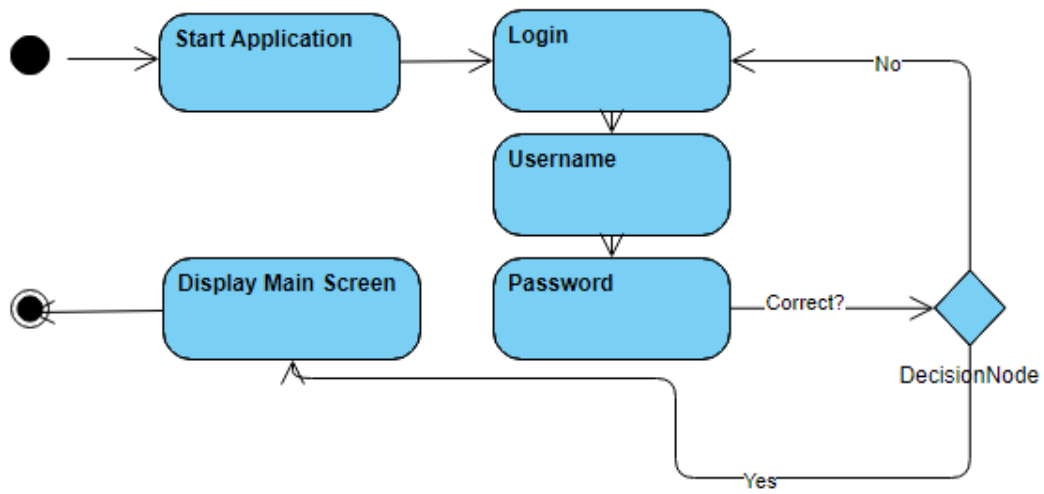 Start Application
Login
No
Username
Display Main Screen
Password
Correct?
DecisionNode
Yes